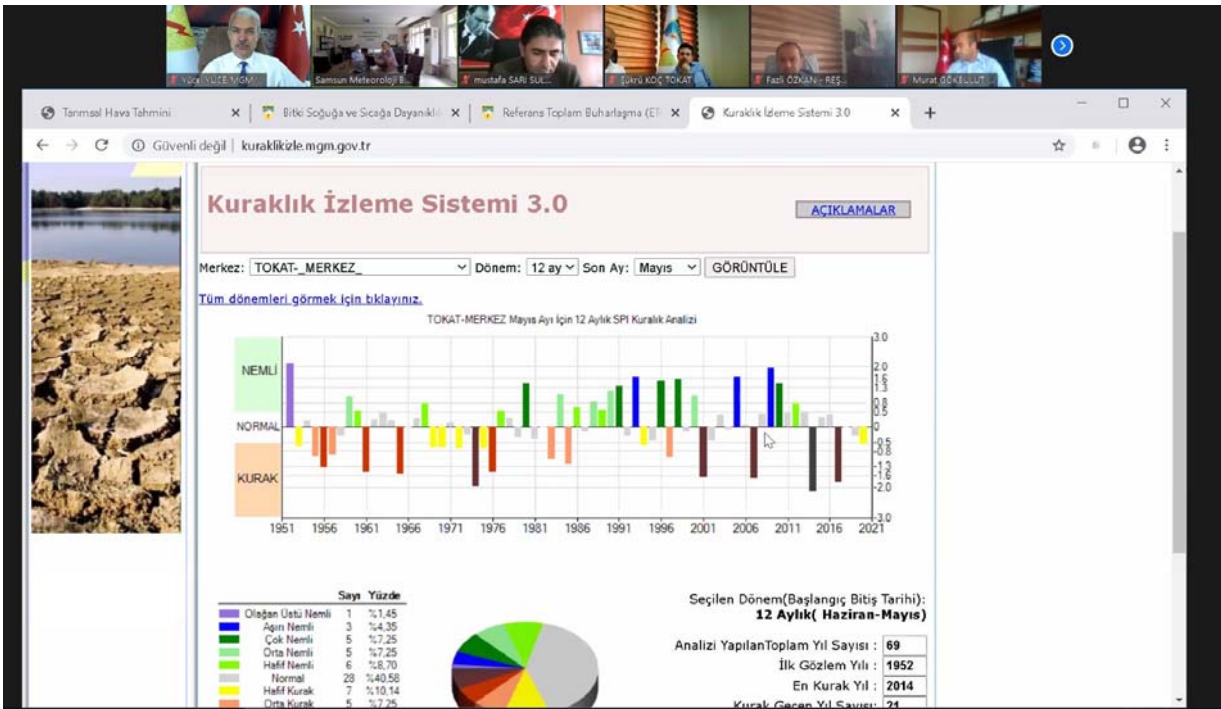 Yücel YÜCE MGM
Samsun Meteoroloji B...
mustafa SARI SUL...
Şükrü KOÇ TOKAT
Fazlı ÖZKAN - REŞ...
Murat GÖKBULUT
Tarımsal Hava Tahmini
Bitki Soğuğa ve Sıcağa Dayanıklı
Referans Toplam Buharlaşma (ET
Kuraklık İzleme Sistemi 3.0
Güvenli değil | kuraklikizle.mgm.gov.tr
Kuraklık İzleme Sistemi 3.0
AÇIKLAMALAR
Merkez: TOKAT-_MERKEZ_ Dönem: 12 ay Son Ay: Mayıs GÖRÜNTÜLE
Tüm dönemleri görmek için tıklayınız.
TOKAT-MERKEZ Mayıs Ayı İçin 12 Aylık SPI Kuralık Analizi
NEMLİ
NORMAL
KURAK
3.0
2.0
1.6
1.3
0.8
0.5
0
-0.5
-0.8
-1.3
-1.6
-2.0
-3.0
1951 1956 1961 1966 1971 1976 1981 1986 1991 1996 2001 2006 2011 2016 2021
Sayı Yüzde
Olağan Üstü Nemli 1 %1,45
Aşırı Nemli 3 %4,35
Çok Nemli 5 %7,25
Orta Nemli 5 %7,25
Hafif Nemli 6 %8,70
Normal 28 %40,58
Hafif Kurak 7 %10,14
Orta Kurak 5 %7,25
Seçilen Dönem(Başlangıç Bitiş Tarihi):
12 Aylık( Haziran-Mayıs)
Analizi YapılanToplam Yıl Sayısı : 69
İlk Gözlem Yılı : 1952
En Kurak Yıl : 2014
Kurak Geçen Yıl Sayısı: 21